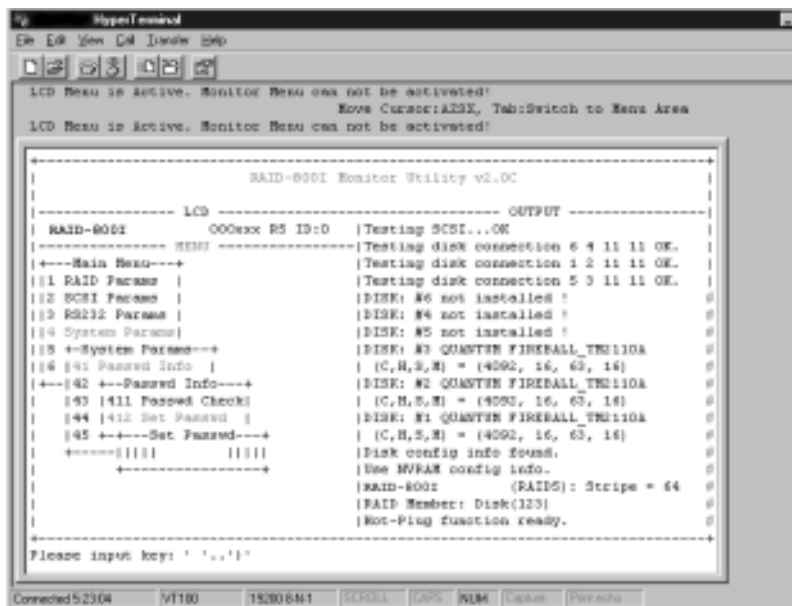 HyperTerminal
File Edit View Call Transfer Help
LCD Menu is Active. Monitor Menu can not be activated!
Move Cursor:AZSX, Tab:Switch to Menu Area
LCD Menu is Active. Monitor Menu can not be activated!
RAID-800I Monitor Utility v2.0C
LCD OUTPUT
RAID-800I 000xxx R5 ID:0 |Testing SCSI...OK
MENU |Testing disk connection 6 4 11 11 OK.
+---Main Menu---+ |Testing disk connection 1 2 11 11 OK.
||1 RAID Params | |Testing disk connection 5 3 11 11 OK.
||2 SCSI Params |DISK: #6 not installed !
||3 RS232 Params | |DISK: #4 not installed !
||4 System Params| |DISK: #5 not installed !
||5 +-System Params--+ |DISK: #3 QUANTUM FIREBALL_TM2110A
||6 |41 Passwd Info | | (C,H,S,M) = (4092, 16, 63, 16)
|+--|42 +--Passwd Info---+ |DISK: #2 QUANTUM FIREBALL_TM2110A
|43 |411 Passwd Check| | (C,H,S,M) = (4092, 16, 63, 16)
|44 |412 Set Passwd | |DISK: #1 QUANTUM FIREBALL_TM2110A
|45 +-+---Set Passwd---+ | (C,H,S,M) = (4092, 16, 63, 16)
+-----||||| ||||| |Disk config info found.
+----------------+ |Use NVRAM config info.
|RAID-800I (RAID5): Stripe = 64
|RAID Member: Disk(123)
|Hot-Plug function ready.
Please input key: ' '..')'
Connected 5:23:04 VT100 19200 8-N-1 SCROLL CAPS NUM Capture Print echo